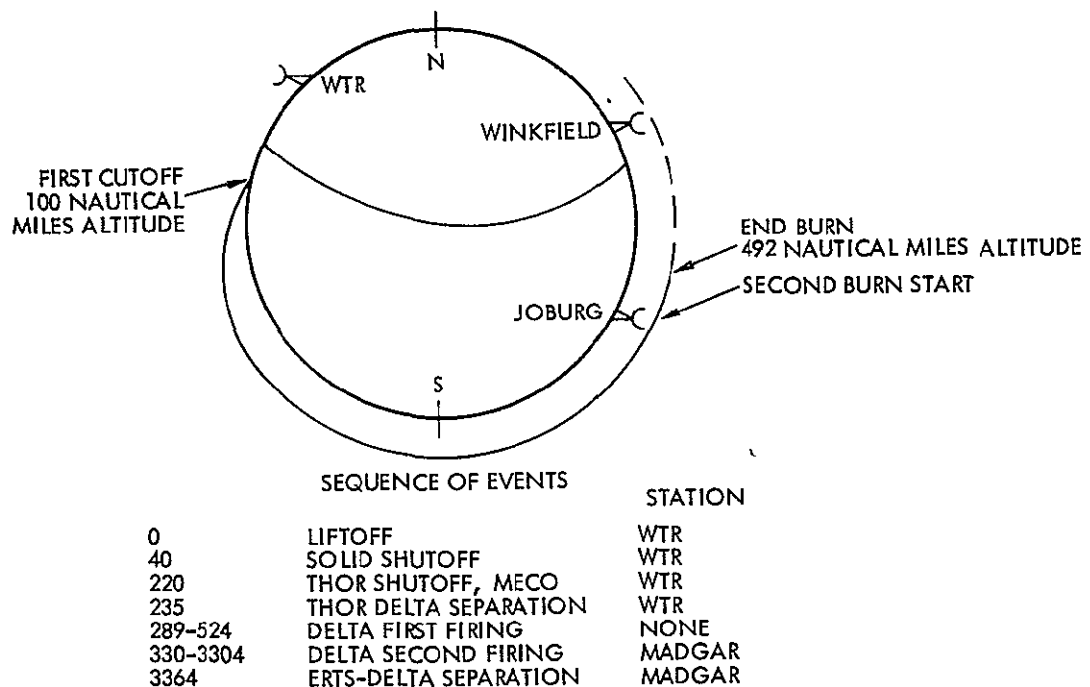 N
WTR
WINKFIELD
FIRST CUTOFF
100 NAUTICAL
MILES ALTITUDE
END BURN
492 NAUTICAL MILES ALTITUDE
SECOND BURN START
JOBURG
S
SEQUENCE OF EVENTS
STATION
0 LIFTOFF WTR
40 SOLID SHUTOFF WTR
220 THOR SHUTOFF, MECO WTR
235 THOR DELTA SEPARATION WTR
289-524 DELTA FIRST FIRING NONE
330-3304 DELTA SECOND FIRING MADGAR
3364 ERTS-DELTA SEPARATION MADGAR